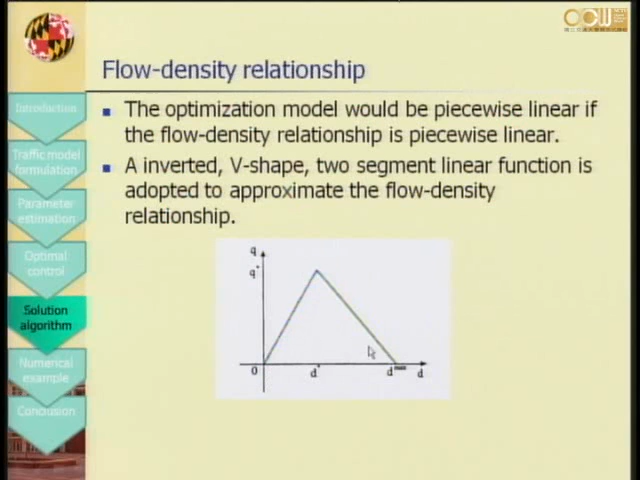 OCW
Flow-density relationship
Introduction
Traffic model
formulation
Parameter
estimation
Optimal
control
Solution
algorithm
Numerical
example
Conclusion
The optimization model would be piecewise linear if
the flow-density relationship is piecewise linear.
A inverted, V-shape, two segment linear function is
adopted to approximate the flow-density
relationship.
q
q*
0
d*
dmax
d